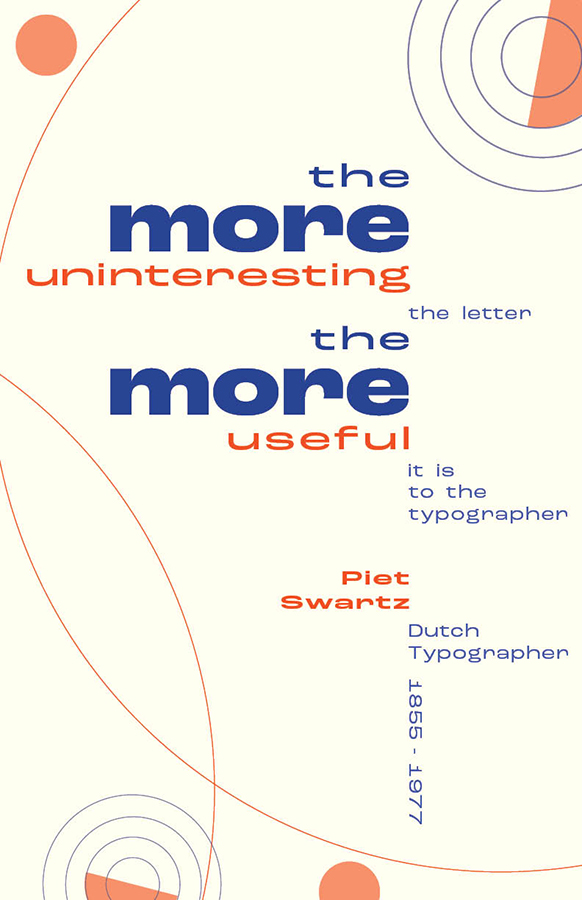 the
more
uninteresting
the letter
the
more
useful
it is
to the
typographer
Piet
Swartz
Dutch
Typographer
1855 - 1977